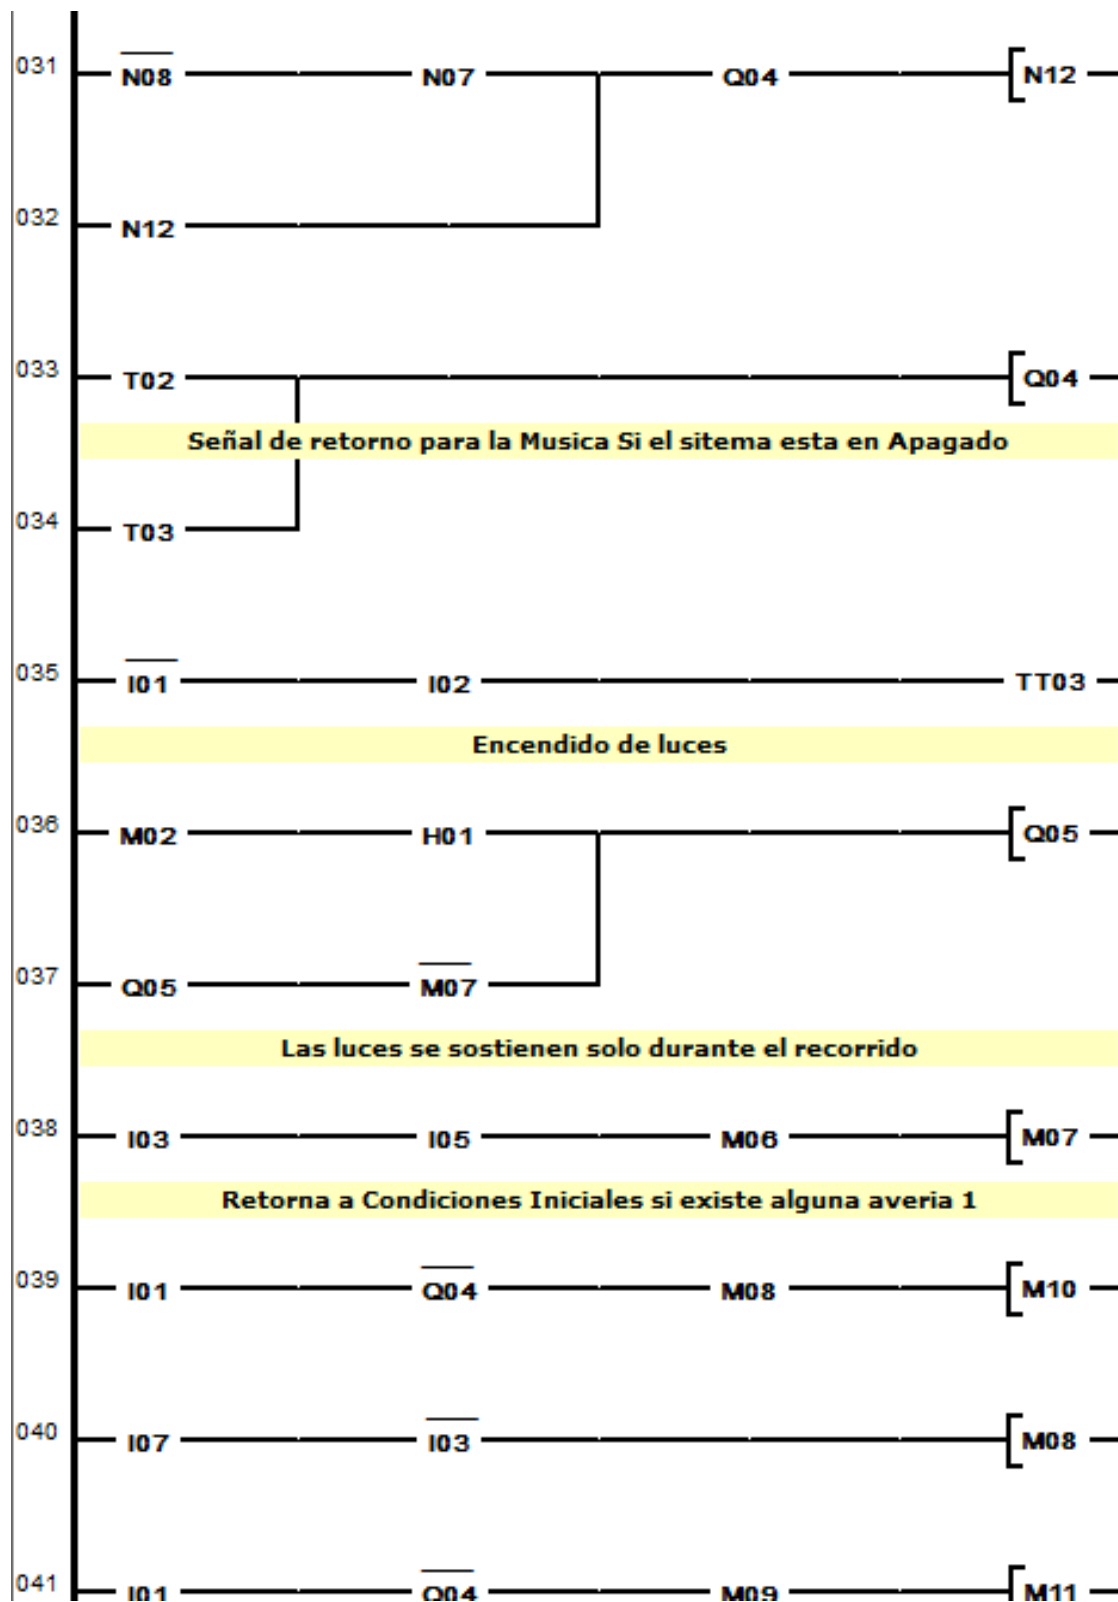 031 N08 N07 Q04 N12
032 N12
033 T02 Q04
Señal de retorno para la Musica Si el sitema esta en Apagado
034 T03
035 I01 I02 TT03
Encendido de luces
036 M02 H01 Q05
037 Q05 M07
Las luces se sostienen solo durante el recorrido
038 I03 I05 M06 M07
Retorna a Condiciones Iniciales si existe alguna averia 1
039 I01 Q04 M08 M10
040 I07 I03 M08
041 I01 Q04 M09 M11